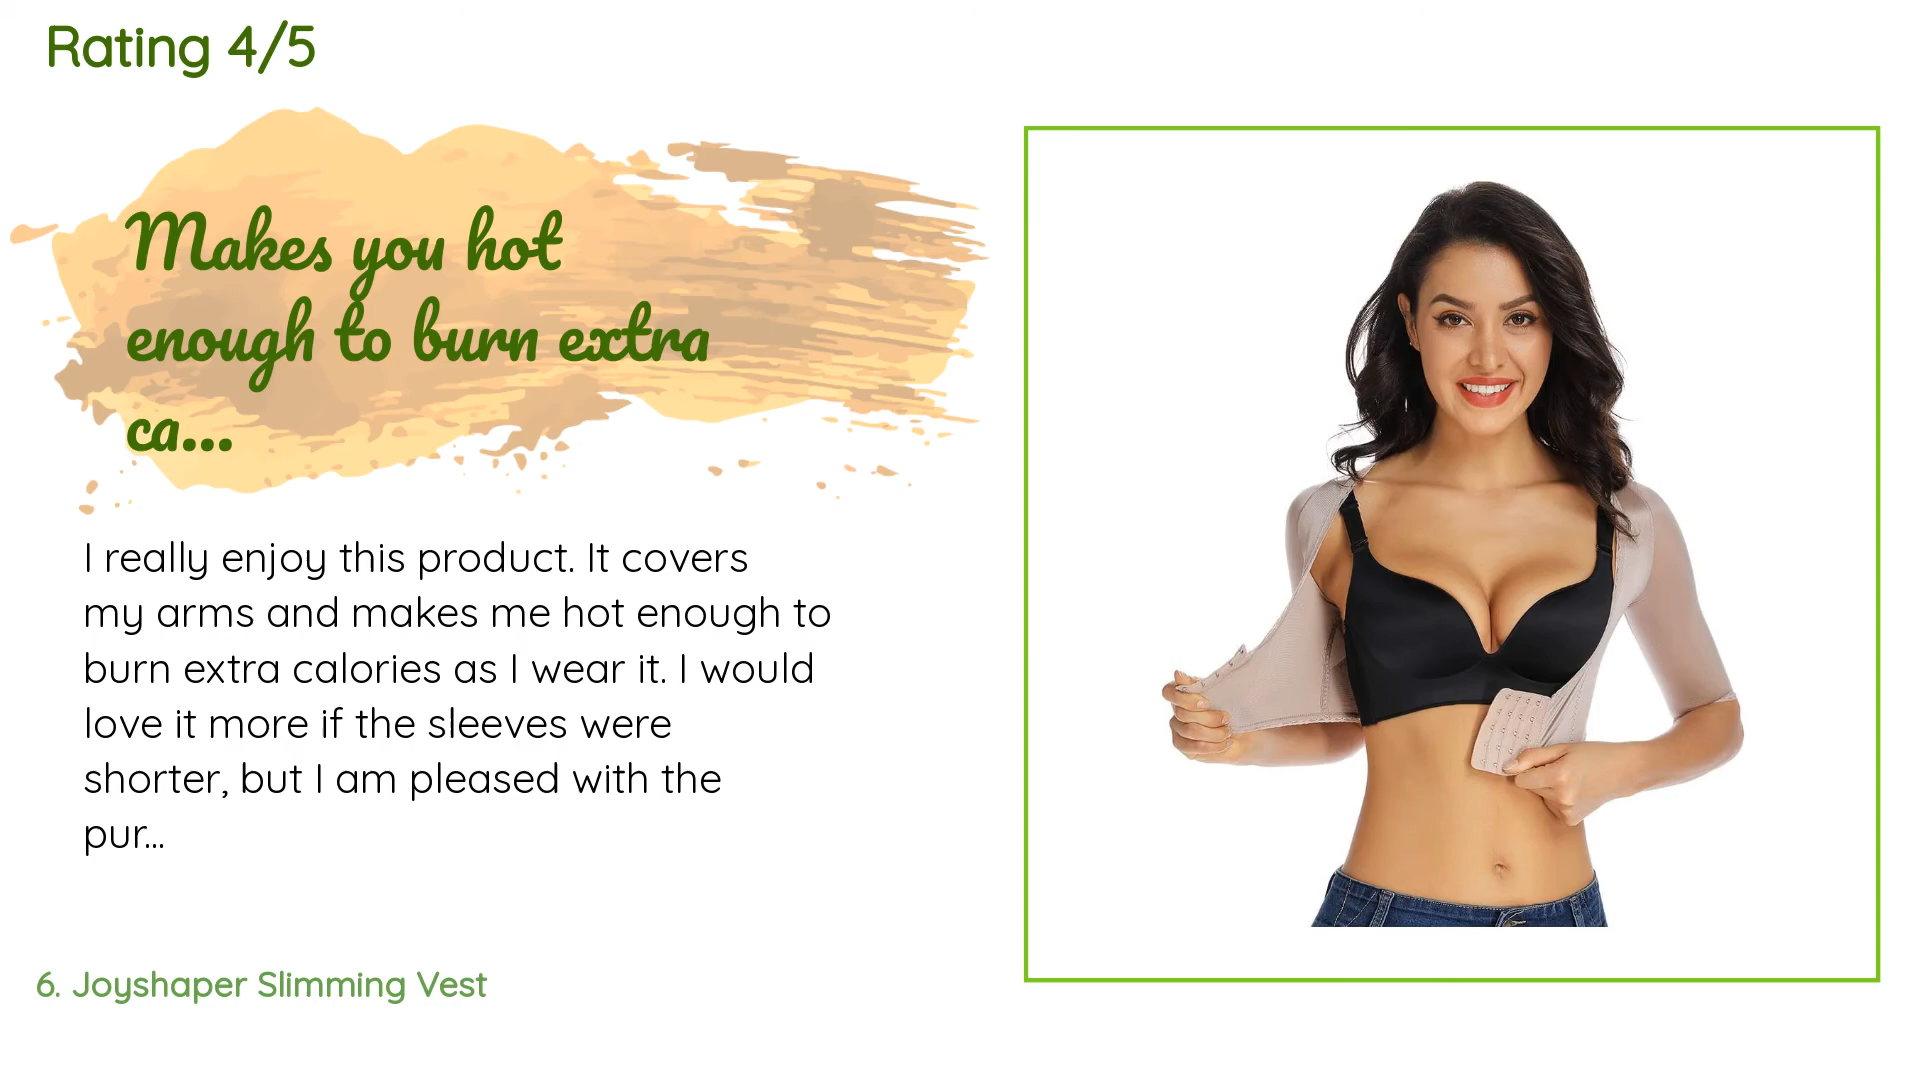 Rating 4/5
Makes you hot
enough to burn extra
ca...
I really enjoy this product. It covers
my arms and makes me hot enough to
burn extra calories as I wear it. I would
love it more if the sleeves were
shorter, but I am pleased with the
pur...
6. Joyshaper Slimming Vest